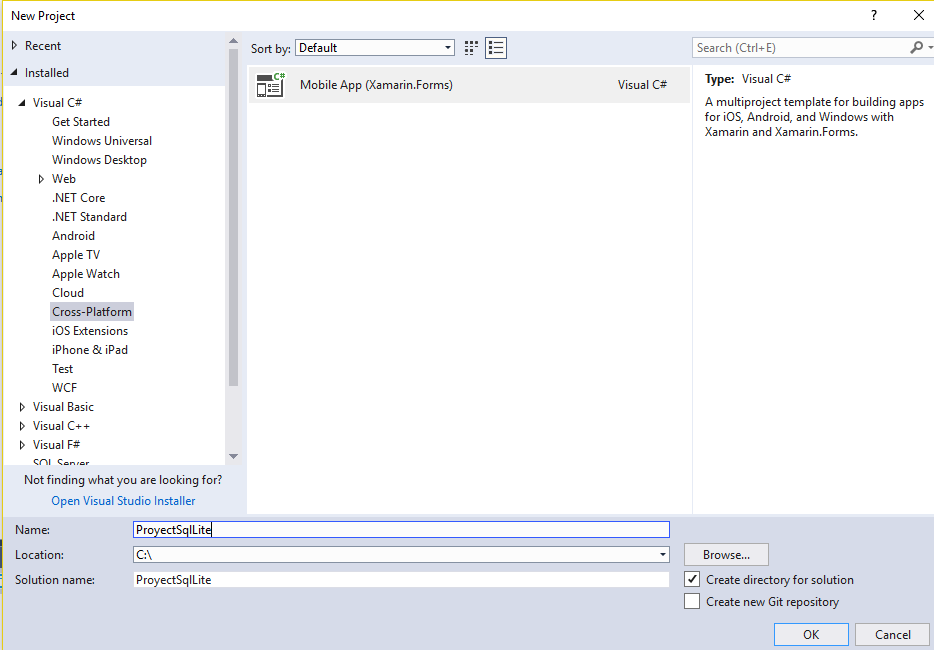 New Project
?
Recent
Installed
Visual C#
Get Started
Windows Universal
Windows Desktop
Web
.NET Core
.NET Standard
Android
Apple TV
Apple Watch
Cloud
Cross-Platform
iOS Extensions
iPhone & iPad
Test
WCF
Visual Basic
Visual C++
Visual F#
SQL Server
Not finding what you are looking for?
Open Visual Studio Installer
Sort by: Default
C#
Mobile App (Xamarin.Forms) Visual C#
Search (Ctrl+E)
Type: Visual C#
A multiproject template for building apps
for iOS, Android, and Windows with
Xamarin and Xamarin.Forms.
Name: ProyectSqlLite
Location: C:\ Browse...
Solution name: ProyectSqlLite
Create directory for solution
Create new Git repository
OK Cancel